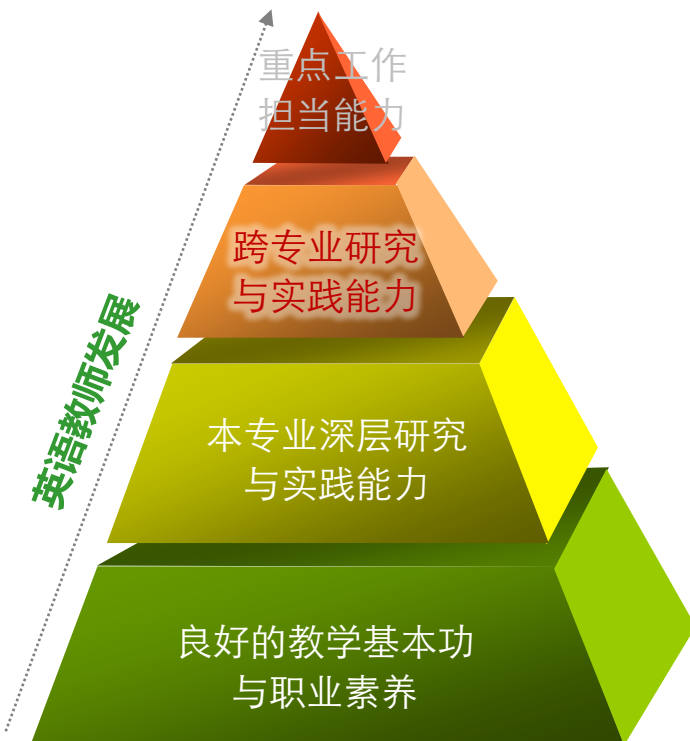 重点工作
担当能力
跨专业研究
与实践能力
英语教师发展
本专业深层研究
与实践能力
良好的教学基本功
与职业素养